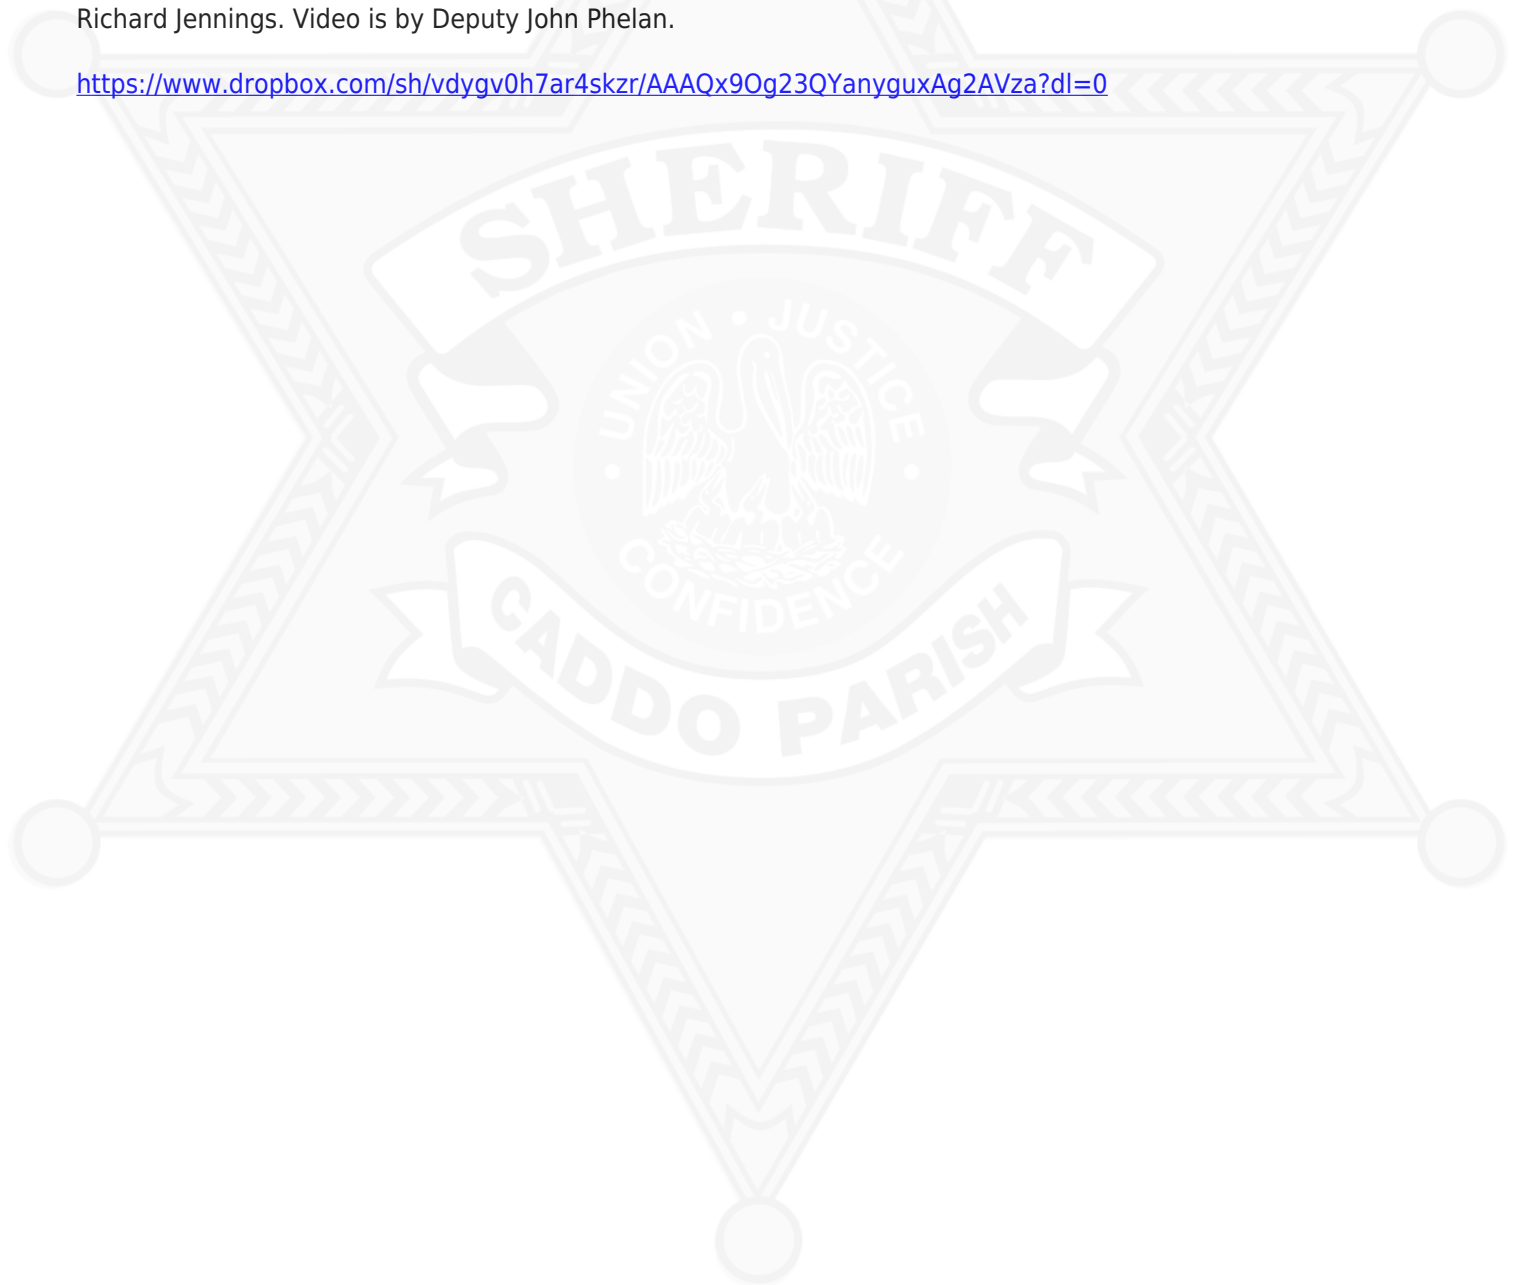 Richard Jennings. Video is by Deputy John Phelan.
https://www.dropbox.com/sh/vdygv0h7ar4skzr/AAAQx9Og23QYanyguxAg2AVza?dl=0
SHERIFF
UNION • JUSTICE
CONFIDENCE
CADDO PARISH